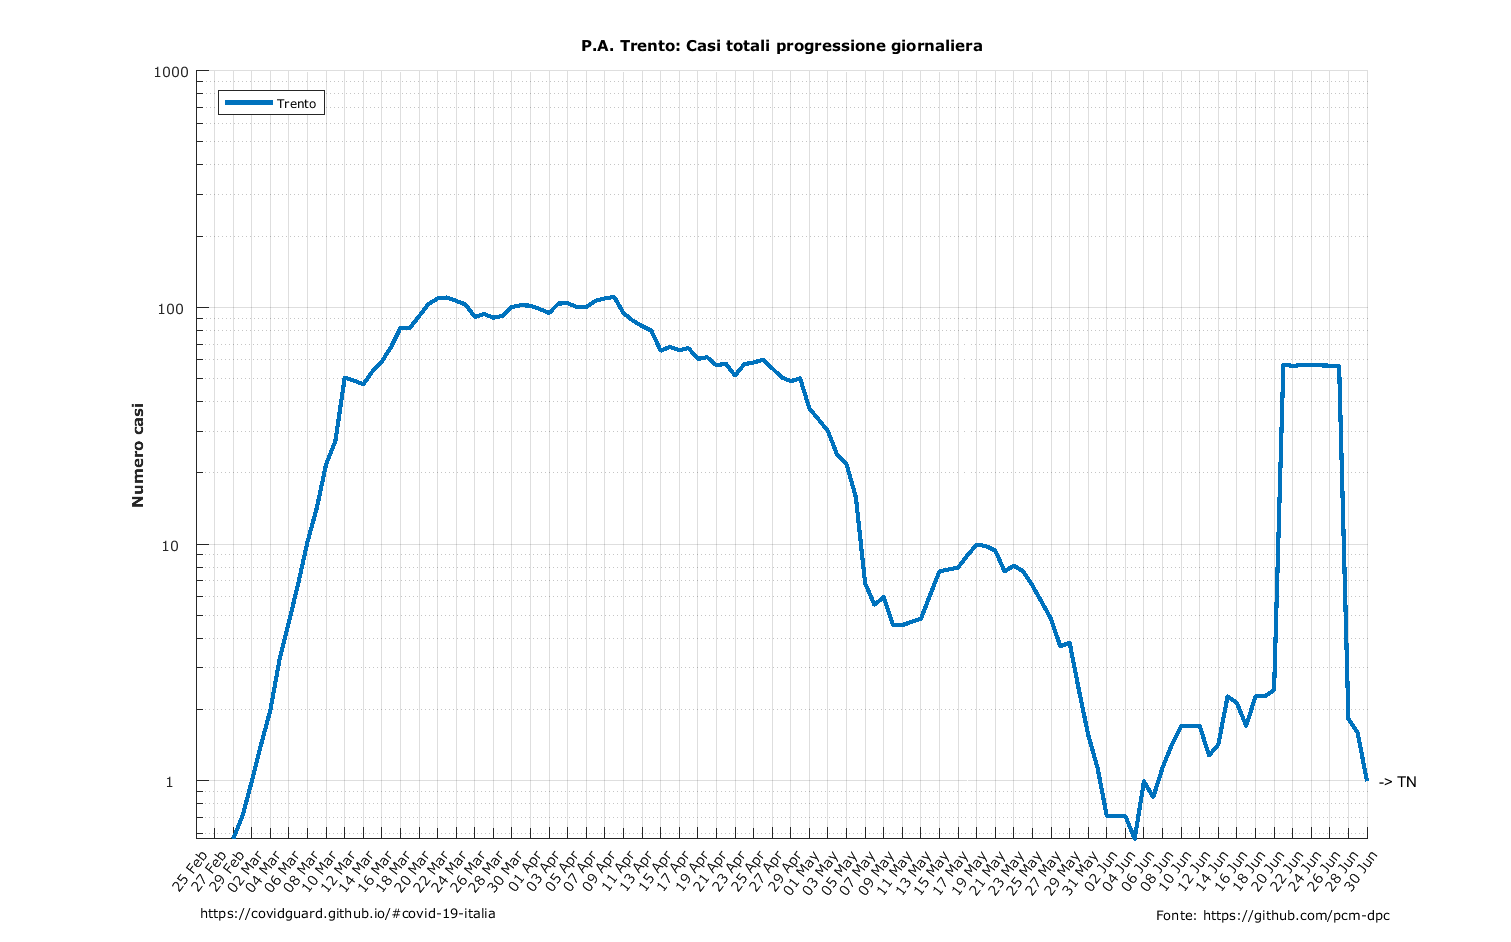 P.A. Trento: Casi totali progressione giornaliera
1000
Trento
100
Numero casi
10
1
-> TN
25 Feb
27 Feb
29 Feb
02 Mar
04 Mar
06 Mar
08 Mar
10 Mar
12 Mar
14 Mar
16 Mar
18 Mar
20 Mar
22 Mar
24 Mar
26 Mar
28 Mar
30 Mar
01 Apr
03 Apr
05 Apr
07 Apr
09 Apr
11 Apr
13 Apr
15 Apr
17 Apr
19 Apr
21 Apr
23 Apr
25 Apr
27 Apr
29 Apr
01 May
03 May
05 May
07 May
09 May
11 May
13 May
15 May
17 May
19 May
21 May
23 May
25 May
27 May
29 May
31 May
02 Jun
04 Jun
06 Jun
08 Jun
10 Jun
12 Jun
14 Jun
16 Jun
18 Jun
20 Jun
22 Jun
24 Jun
26 Jun
28 Jun
30 Jun
https://covidguard.github.io/#covid-19-italia
Fonte: https://github.com/pcm-dpc